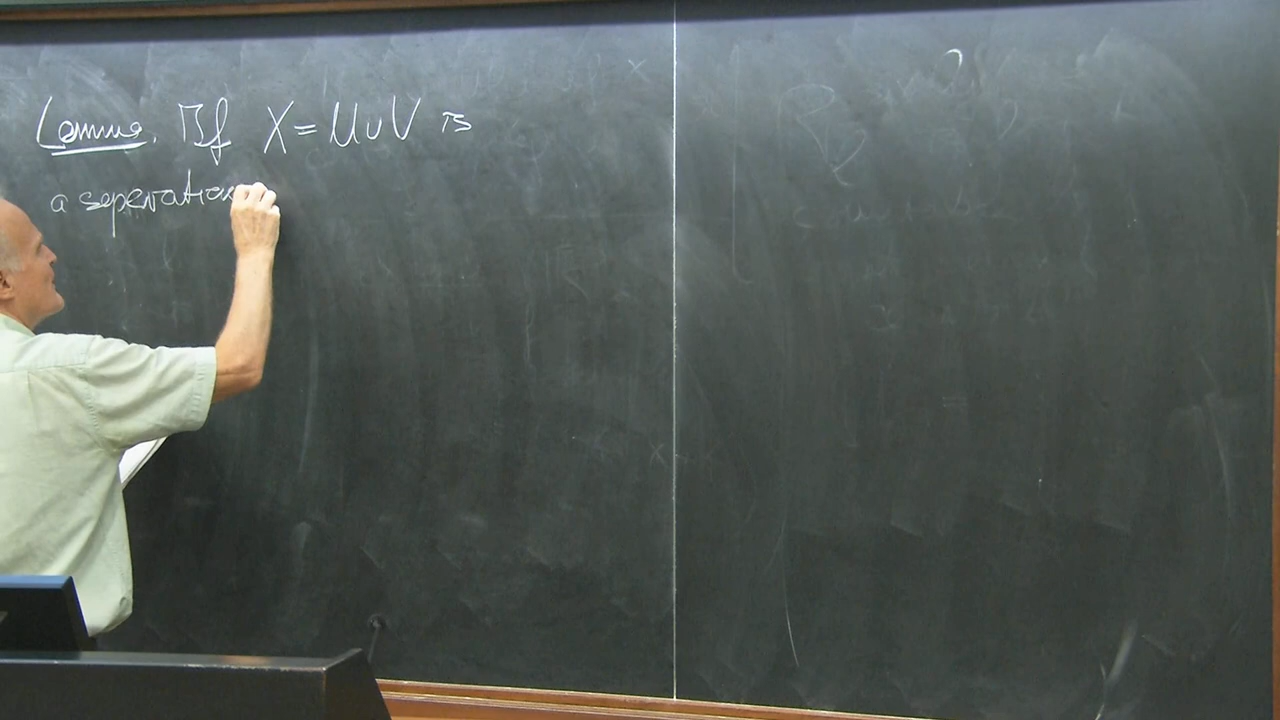 Lemma. If X = U ∪ V is
a seperation